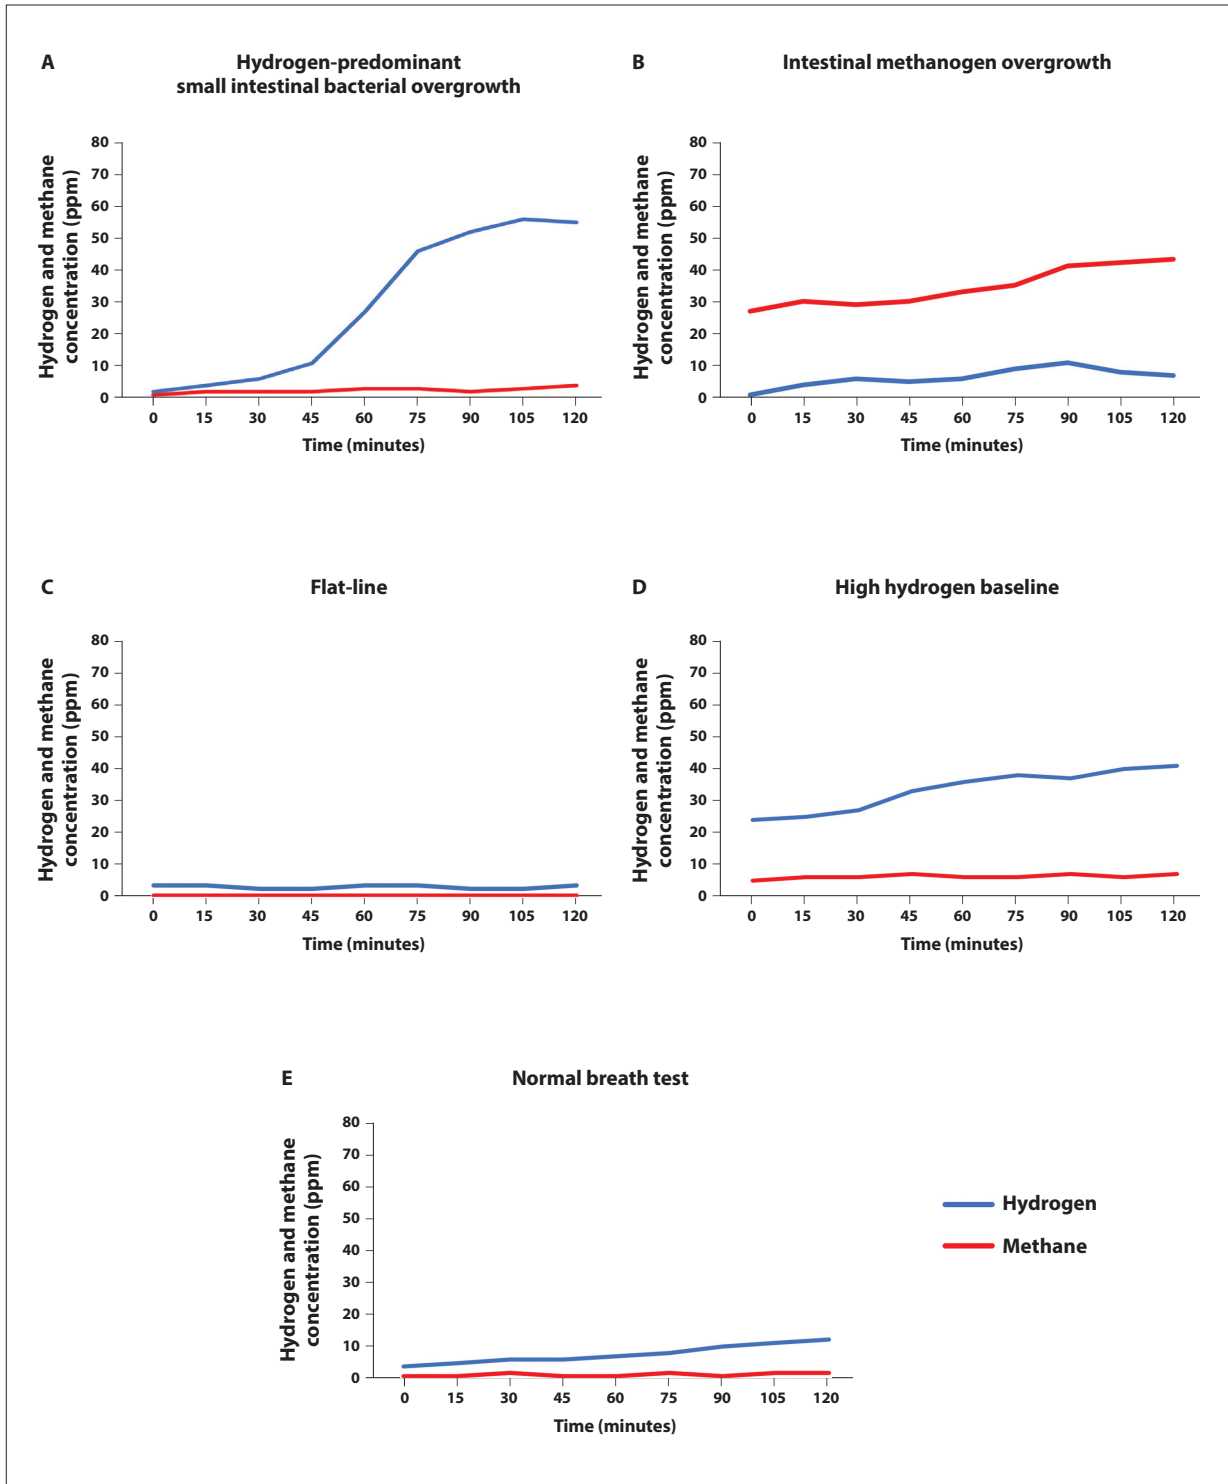 A
Hydrogen-predominant
small intestinal bacterial overgrowth
Hydrogen and methane
concentration (ppm)
80
70
60
50
40
30
20
10
0
0 15 30 45 60 75 90 105 120
Time (minutes)
B
Intestinal methanogen overgrowth
Hydrogen and methane
concentration (ppm)
80
70
60
50
40
30
20
10
0
0 15 30 45 60 75 90 105 120
Time (minutes)
C
Flat-line
Hydrogen and methane
concentration (ppm)
80
70
60
50
40
30
20
10
0
0 15 30 45 60 75 90 105 120
Time (minutes)
D
High hydrogen baseline
Hydrogen and methane
concentration (ppm)
80
70
60
50
40
30
20
10
0
0 15 30 45 60 75 90 105 120
Time (minutes)
E
Normal breath test
Hydrogen and methane
concentration (ppm)
80
70
60
50
40
30
20
10
0
0 15 30 45 60 75 90 105 120
Time (minutes)
Hydrogen
Methane